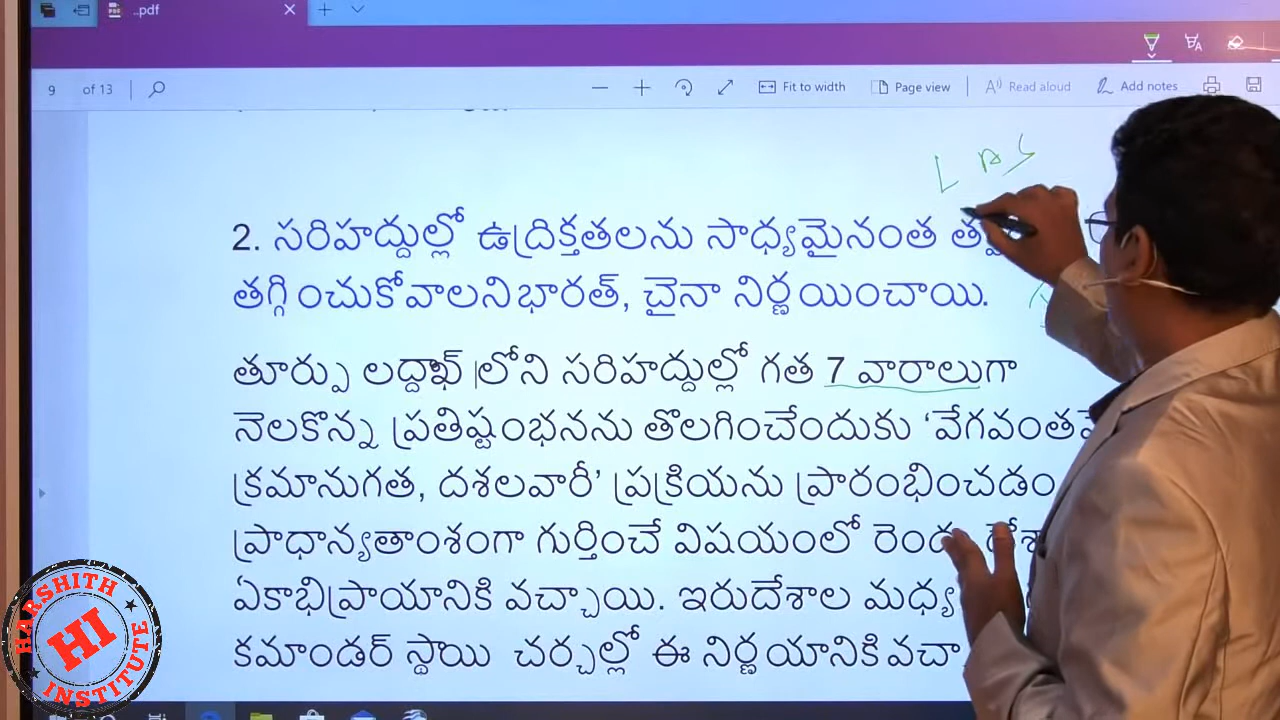 ..pdf
9 of 13 Fit to width Page view Read aloud Add notes
2. సరిహద్దుల్లో ఉద్రిక్తతలను సాధ్యమైనంత
తగ్గించుకోవాలని భారత్, చైనా నిర్ణయించాయి.
తూర్పు లద్దాఖ్ లోని సరిహద్దుల్లో గత 7 వారాలుగా
నెలకొన్న ప్రతిష్టంభనను తొలగించేందుకు
క్రమానుగత, దశలవారీ’ ప్రక్రియను ప్రారంభించడం
ప్రాధాన్యతాంశంగా గుర్తించే విషయంలో
ఏకాభిప్రాయానికి వచ్చాయి. ఇరుదేశాల మధ్య
కమాండర్ స్థాయి చర్చల్లో ఈ నిర్ణయానికి
HARSHITH
HI
INSTITUTE